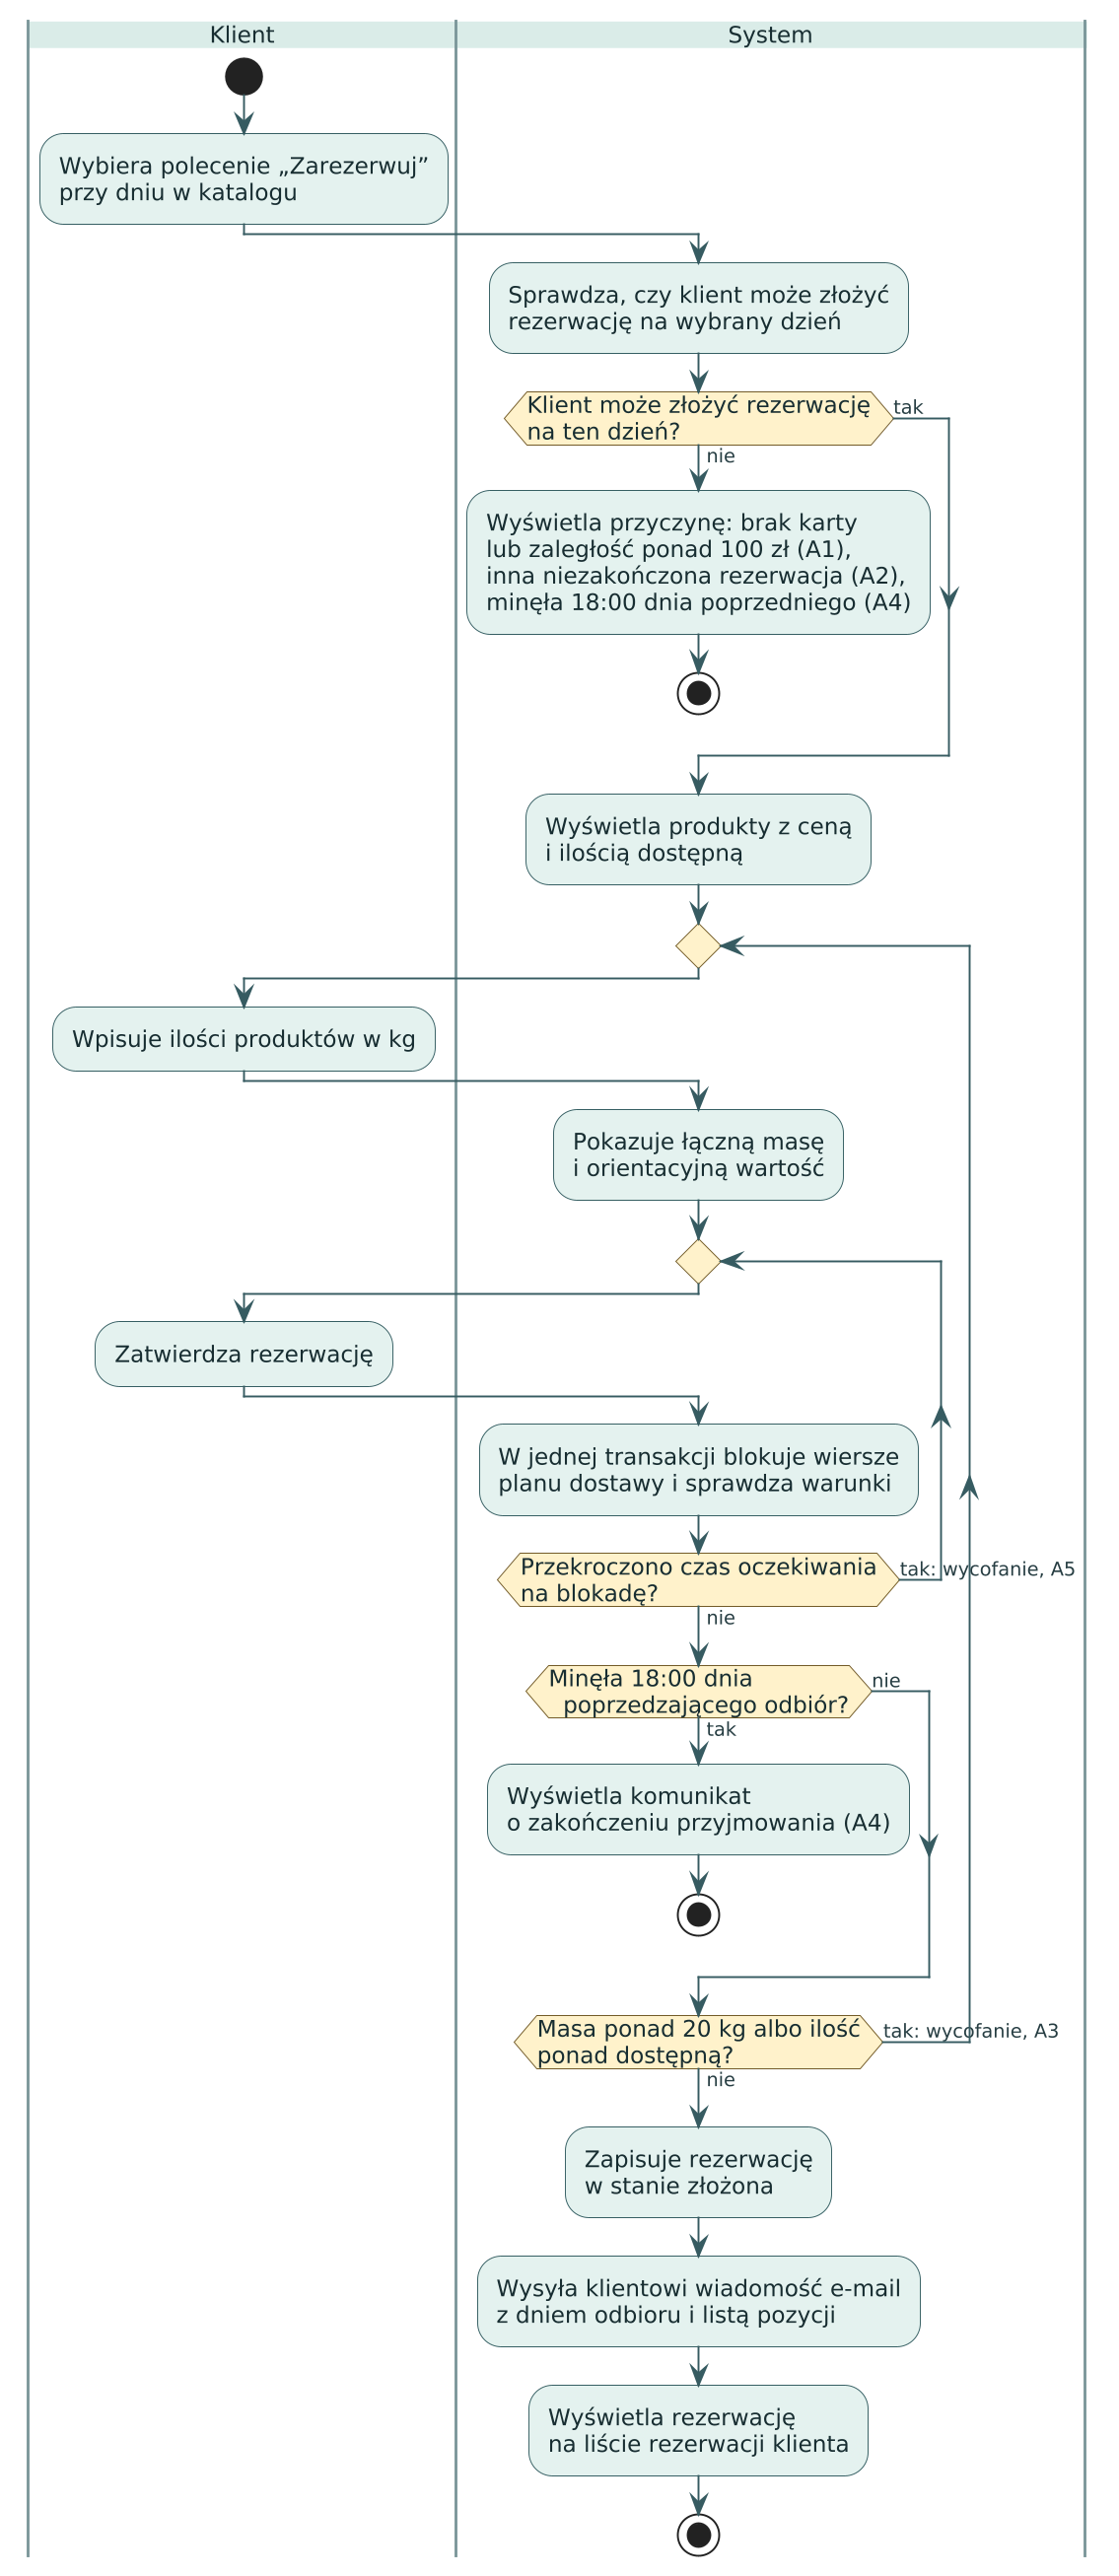 Klient
System
Wybiera polecenie „Zarezerwuj”
przy dniu w katalogu
Sprawdza, czy klient może złożyć
rezerwację na wybrany dzień
Klient może złożyć rezerwację
na ten dzień?
tak
nie
Wyświetla przyczynę: brak karty
lub zaległość ponad 100 zł (A1),
inna niezakończona rezerwacja (A2),
minęła 18:00 dnia poprzedniego (A4)
Wyświetla produkty z ceną
i ilością dostępną
Wpisuje ilości produktów w kg
Pokazuje łączną masę
i orientacyjną wartość
Zatwierdza rezerwację
W jednej transakcji blokuje wiersze
planu dostawy i sprawdza warunki
Przekroczono czas oczekiwania
na blokadę?
tak: wycofanie, A5
nie
Minęła 18:00 dnia
poprzedzającego odbiór?
nie
tak
Wyświetla komunikat
o zakończeniu przyjmowania (A4)
Masa ponad 20 kg albo ilość
ponad dostępną?
tak: wycofanie, A3
nie
Zapisuje rezerwację
w stanie złożona
Wysyła klientowi wiadomość e-mail
z dniem odbioru i listą pozycji
Wyświetla rezerwację
na liście rezerwacji klienta